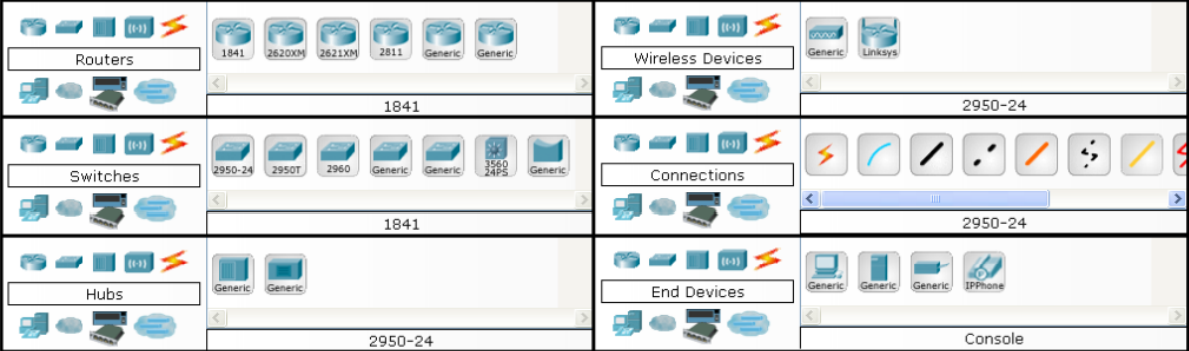 Routers
1841 2620XM 2621XM 2811 Generic Generic
1841
Wireless Devices
Generic Linksys
2950-24
Switches
2950-24 2950T 2960 Generic Generic 3560 24PS Generic
1841
Connections
2950-24
Hubs
Generic Generic
2950-24
End Devices
Generic Generic Generic IPPhone
Console